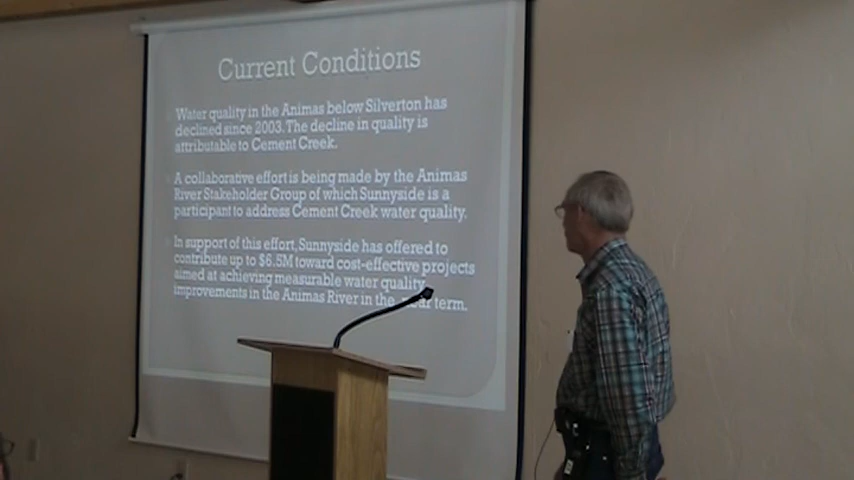 Current Conditions
Water quality in the Animas below Silverton has
declined since 2003. The decline in quality is
attributable to Cement Creek.
A collaborative effort is being made by the Animas
River Stakeholder Group of which Sunnyside is a
participant to address Cement Creek water quality.
In support of this effort, Sunnyside has offered to
contribute up to $6.5M toward cost-effective projects
aimed at achieving measurable water quality
improvements in the Animas River in the near term.